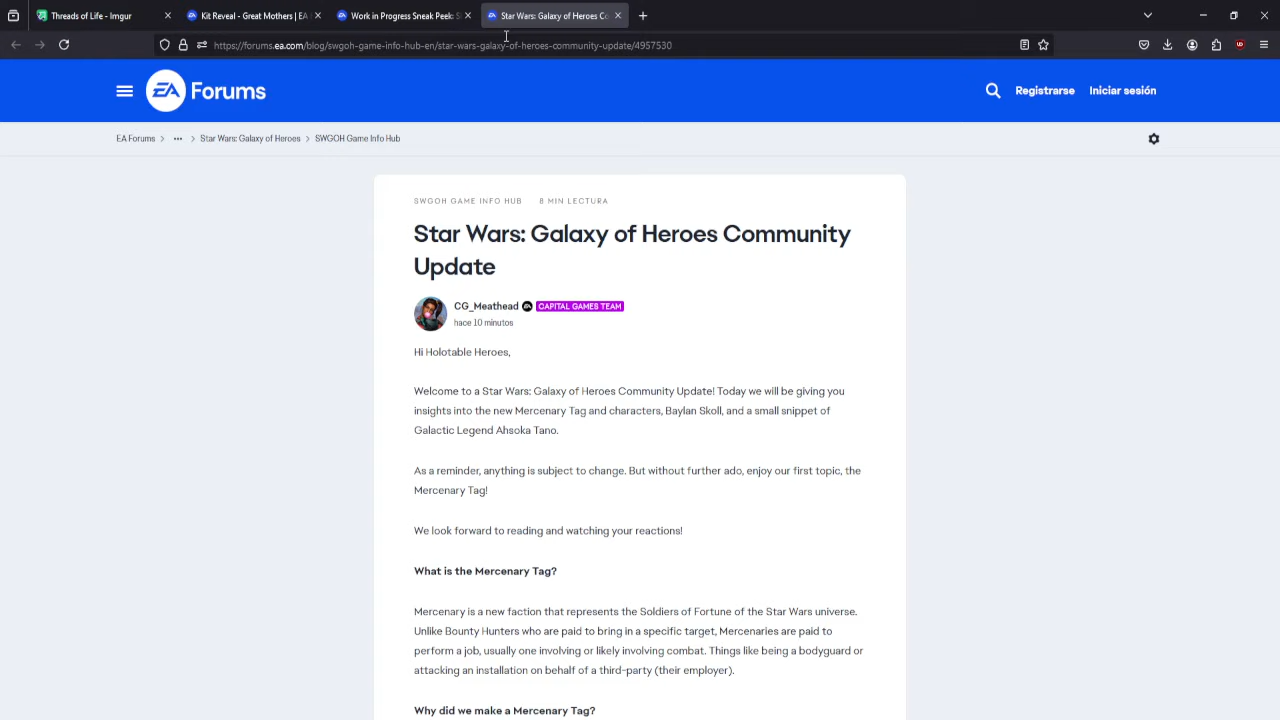 Threads of Life - Imgur
Kit Reveal - Great Mothers | EA F
Work in Progress Sneak Peek: S
Star Wars: Galaxy of Heroes Co
https://forums.ea.com/blog/swgoh-game-info-hub-en/star-wars-galaxy-of-heroes-community-update/4957530
EA Forums
Registrarse
Iniciar sesión
EA Forums > ••• > Star Wars: Galaxy of Heroes > SWGOH Game Info Hub
SWGOH GAME INFO HUB 8 MIN LECTURA
Star Wars: Galaxy of Heroes Community
Update
CG_Meathead EA CAPITAL GAMES TEAM
hace 10 minutos
Hi Holotable Heroes,
Welcome to a Star Wars: Galaxy of Heroes Community Update! Today we will be giving you
insights into the new Mercenary Tag and characters, Baylan Skoll, and a small snippet of
Galactic Legend Ahsoka Tano.
As a reminder, anything is subject to change. But without further ado, enjoy our first topic, the
Mercenary Tag!
We look forward to reading and watching your reactions!
What is the Mercenary Tag?
Mercenary is a new faction that represents the Soldiers of Fortune of the Star Wars universe.
Unlike Bounty Hunters who are paid to bring in a specific target, Mercenaries are paid to
perform a job, usually one involving or likely involving combat. Things like being a bodyguard or
attacking an installation on behalf of a third-party (their employer).
Why did we make a Mercenary Tag?